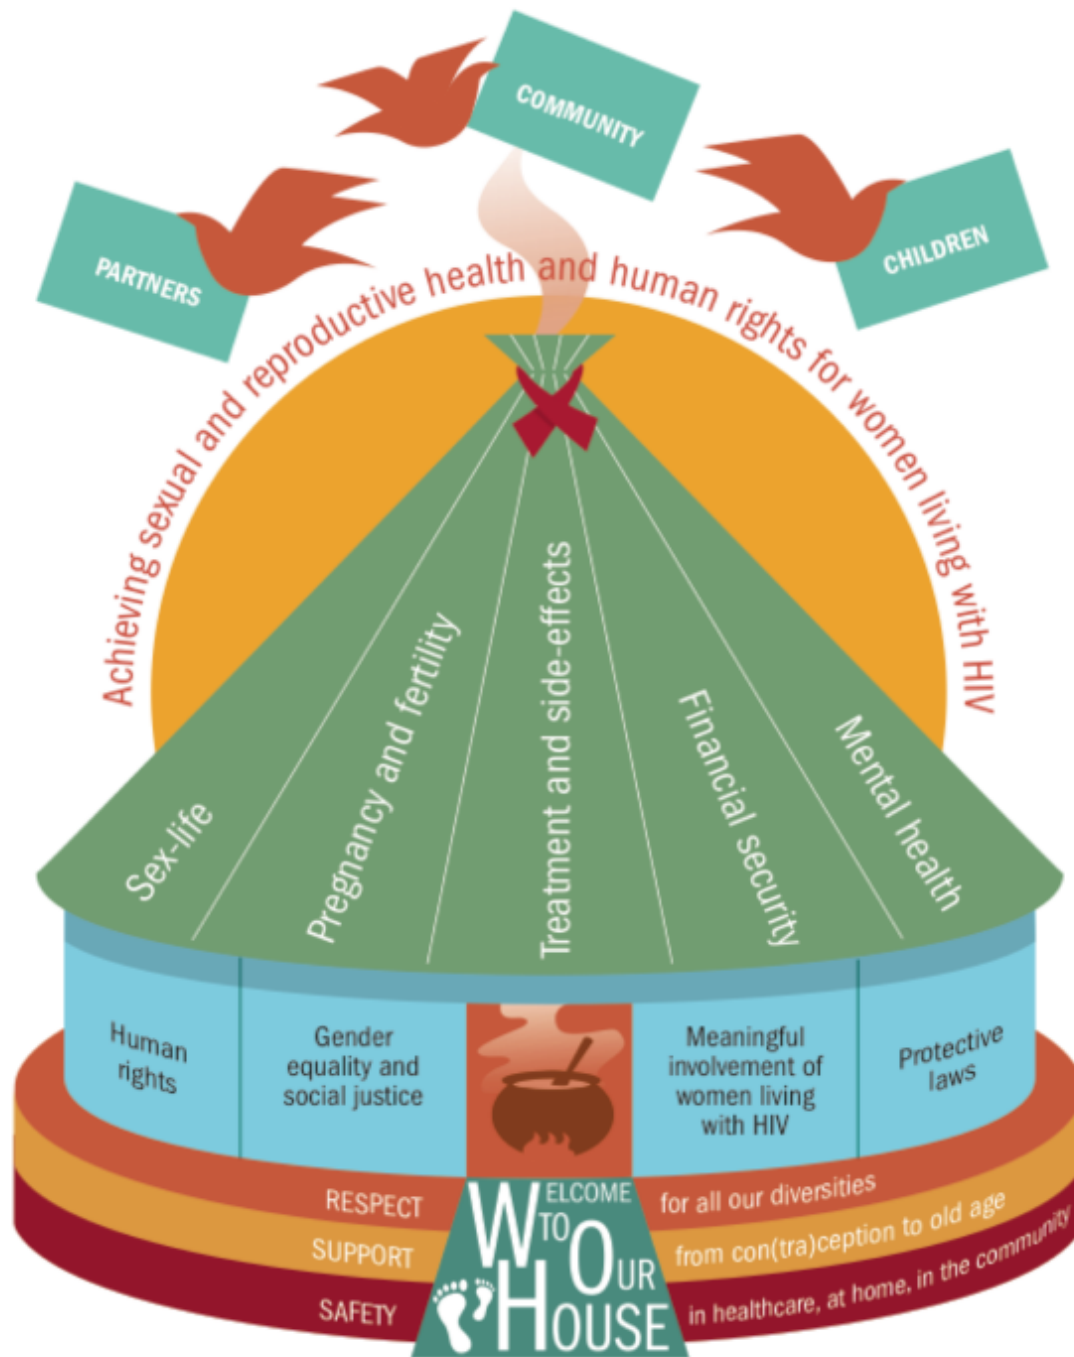 COMMUNITY
PARTNERS
CHILDREN
Achieving sexual and reproductive health and human rights for women living with HIV
Sex-life
Pregnancy and fertility
Treatment and side-effects
Financial security
Mental health
Human
rights
Gender
equality and
social justice
Meaningful
involvement of
women living
with HIV
Protective
laws
RESPECT
for all our diversities
SUPPORT
from con(tra)ception to old age
SAFETY
in healthcare, at home, in the community
WELCOME
TO
OUR
HOUSE